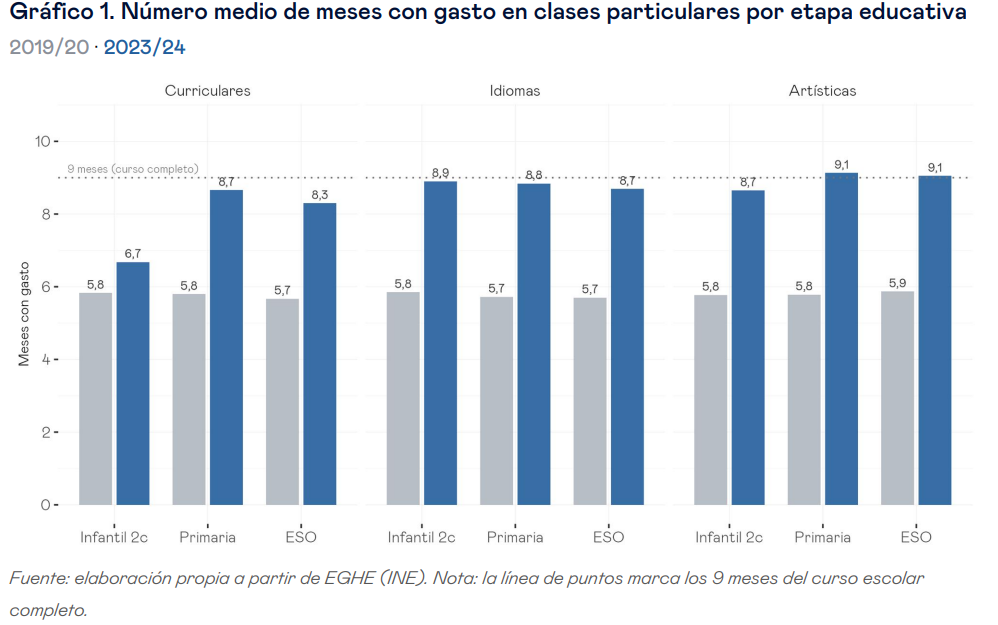 Gráfico 1. Número medio de meses con gasto en clases particulares por etapa educativa
2019/20 · 2023/24
Curriculares
Idiomas
Artísticas
Meses con gasto
10
8
6
4
2
0
9 meses (curso completo)
5,8
6,7
5,8
8,7
5,7
8,3
5,8
8,9
5,7
8,8
5,7
8,7
5,8
8,7
5,8
9,1
5,9
9,1
Infantil 2c
Primaria
ESO
Infantil 2c
Primaria
ESO
Infantil 2c
Primaria
ESO
Fuente: elaboración propia a partir de EGHE (INE). Nota: la línea de puntos marca los 9 meses del curso escolar
completo.